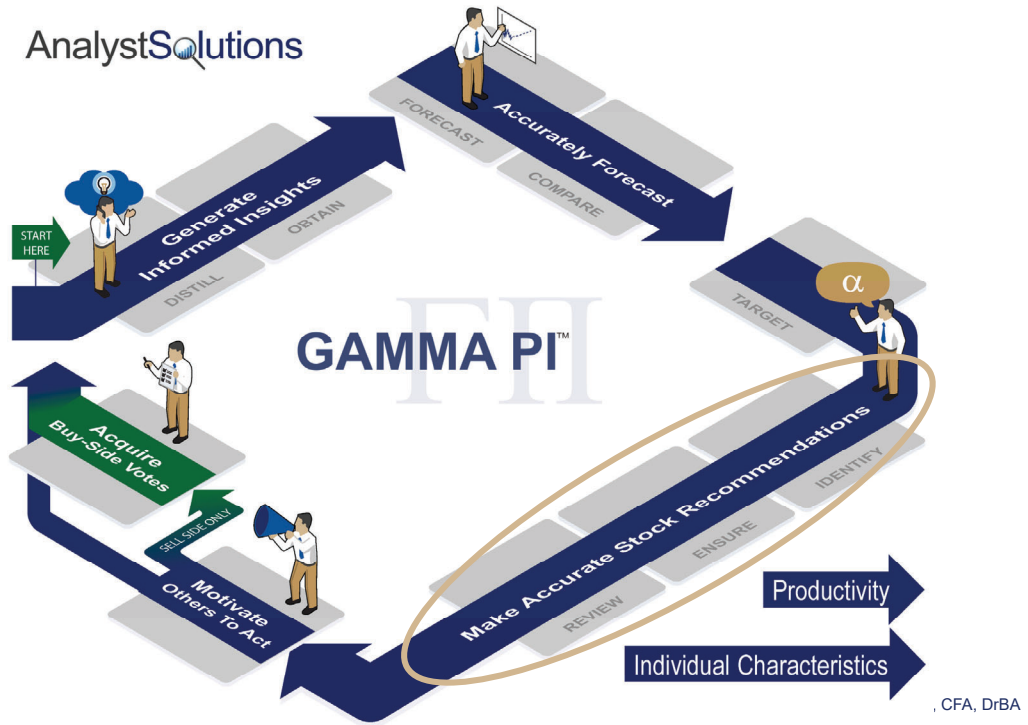 AnalystSolutions
START
HERE
Generate
Informed Insights
DISTILL
OBTAIN
Accurately Forecast
FORECAST
COMPARE
α
TARGET
GAMMA PI™
ΓΠ
Make Accurate Stock Recommendations
IDENTIFY
ENSURE
REVIEW
Motivate
Others To Act
SELL SIDE ONLY
Acquire
Buy-Side Votes
Productivity
Individual Characteristics
, CFA, DrBA